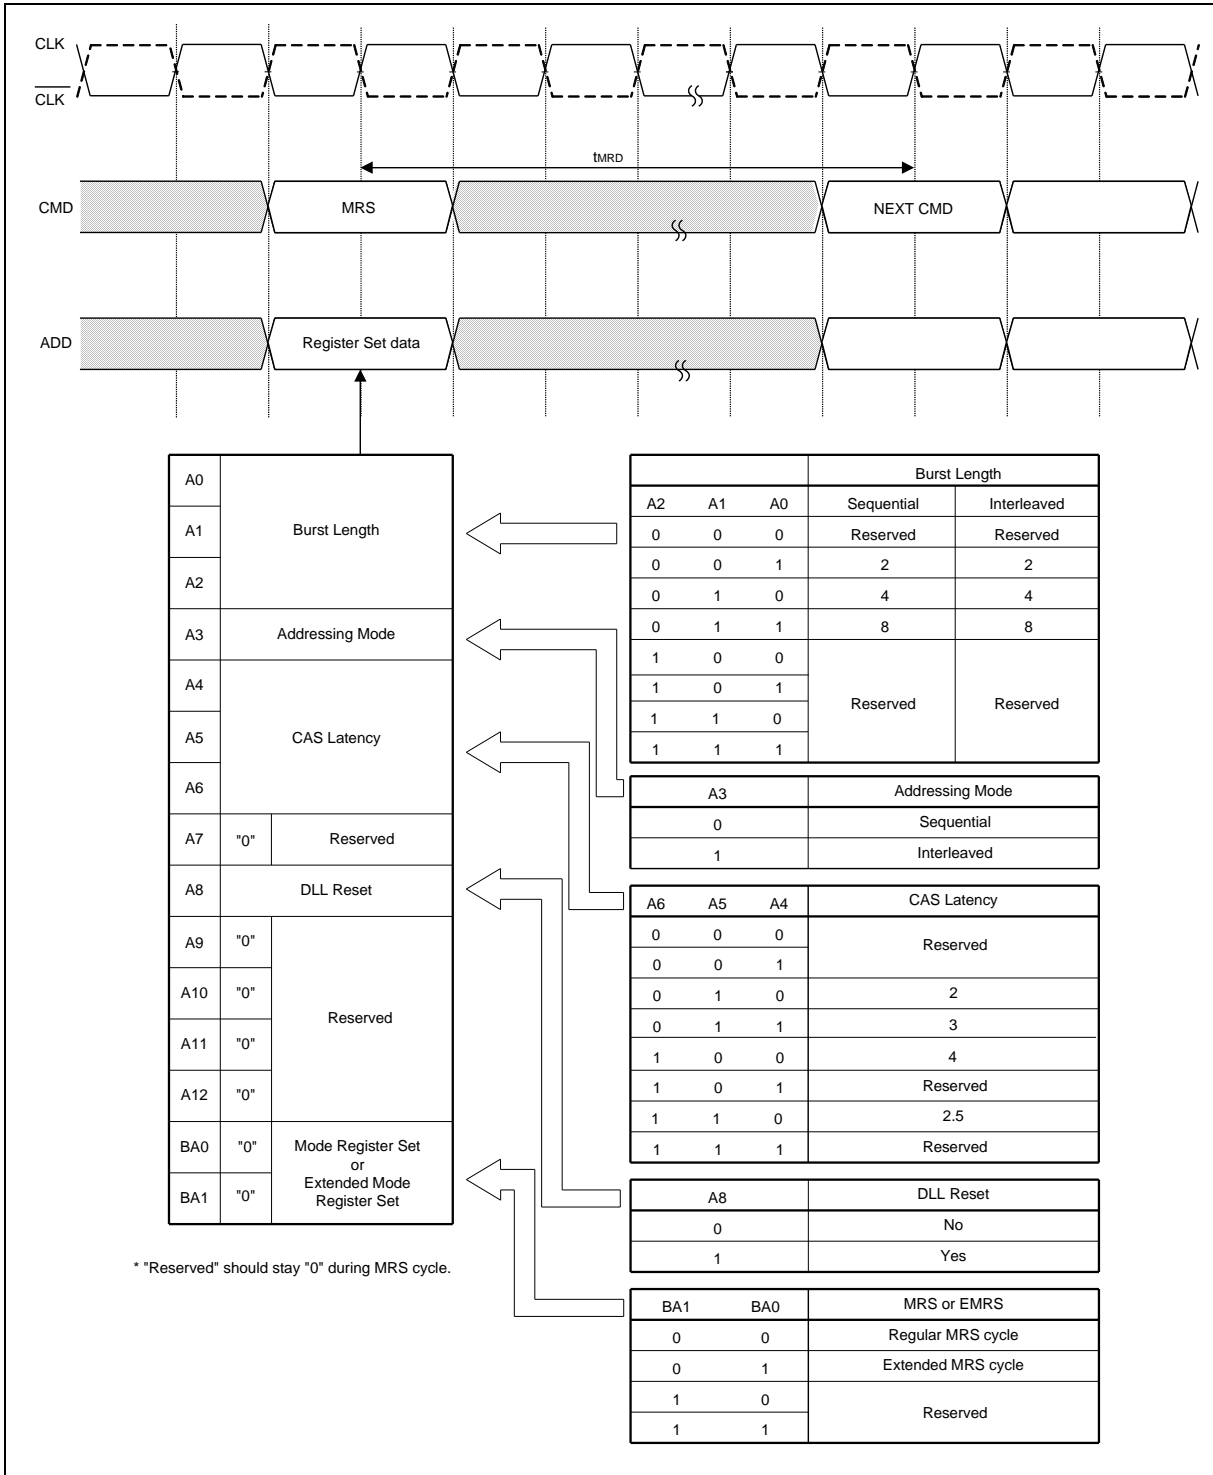 CLK
CLK
tMRD
CMD
MRS
NEXT CMD
ADD
Register Set data
A0
A1
A2
Burst Length
A3
Addressing Mode
A4
A5
A6
CAS Latency
A7 "0" Reserved
A8 DLL Reset
A9 "0"
A10 "0"
A11 "0"
A12 "0"
Reserved
BA0 "0"
BA1 "0"
Mode Register Set
or
Extended Mode
Register Set
* "Reserved" should stay "0" during MRS cycle.
Burst Length
A2 A1 A0 Sequential Interleaved
0 0 0 Reserved Reserved
0 0 1 2 2
0 1 0 4 4
0 1 1 8 8
1 0 0
1 0 1
1 1 0
1 1 1
Reserved Reserved
A3 Addressing Mode
0 Sequential
1 Interleaved
A6 A5 A4 CAS Latency
0 0 0
0 0 1
Reserved
0 1 0 2
0 1 1 3
1 0 0 4
1 0 1 Reserved
1 1 0 2.5
1 1 1 Reserved
A8 DLL Reset
0 No
1 Yes
BA1 BA0 MRS or EMRS
0 0 Regular MRS cycle
0 1 Extended MRS cycle
1 0
1 1
Reserved